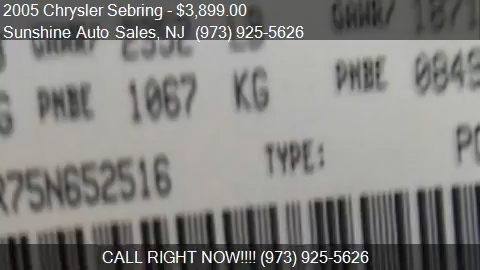 2005 Chrysler Sebring - $3,899.00
Sunshine Auto Sales, NJ (973) 925-5626
PNBE 1067 KG PNBE
R75N652516 TYPE:
CALL RIGHT NOW!!!! (973) 925-5626